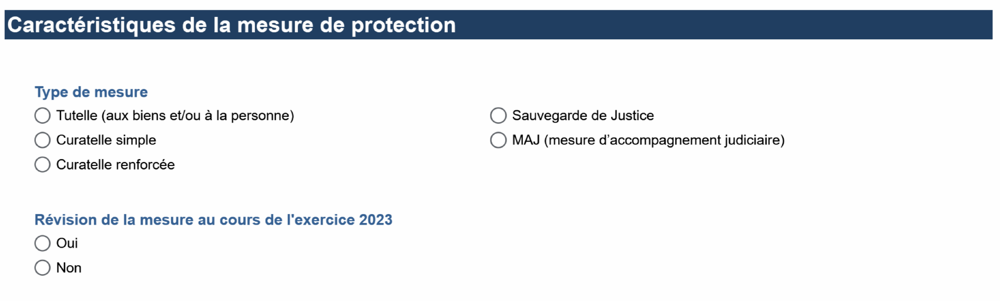 Caractéristiques de la mesure de protection
Type de mesure
Tutelle (aux biens et/ou à la personne)
Curatelle simple
Curatelle renforcée
Sauvegarde de Justice
MAJ (mesure d’accompagnement judiciaire)
Révision de la mesure au cours de l'exercice 2023
Oui
Non